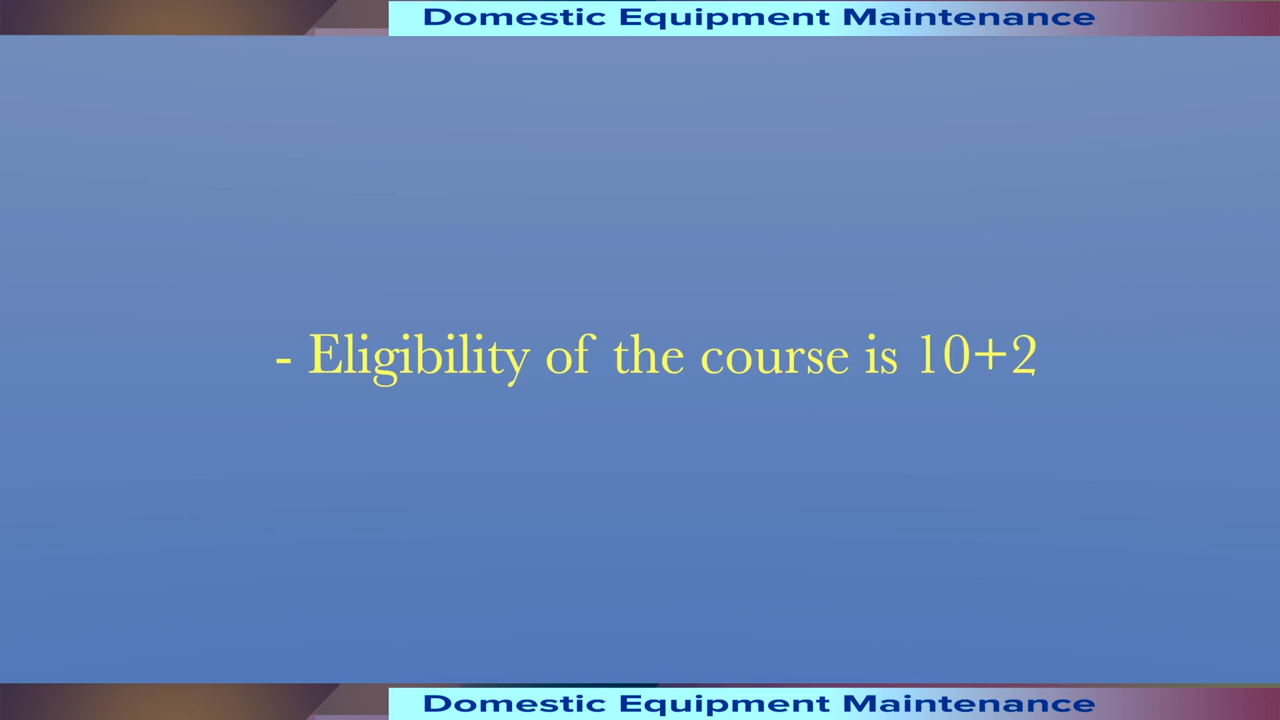 Domestic Equipment Maintenance
- Eligibility of the course is 10+2
Domestic Equipment Maintenance